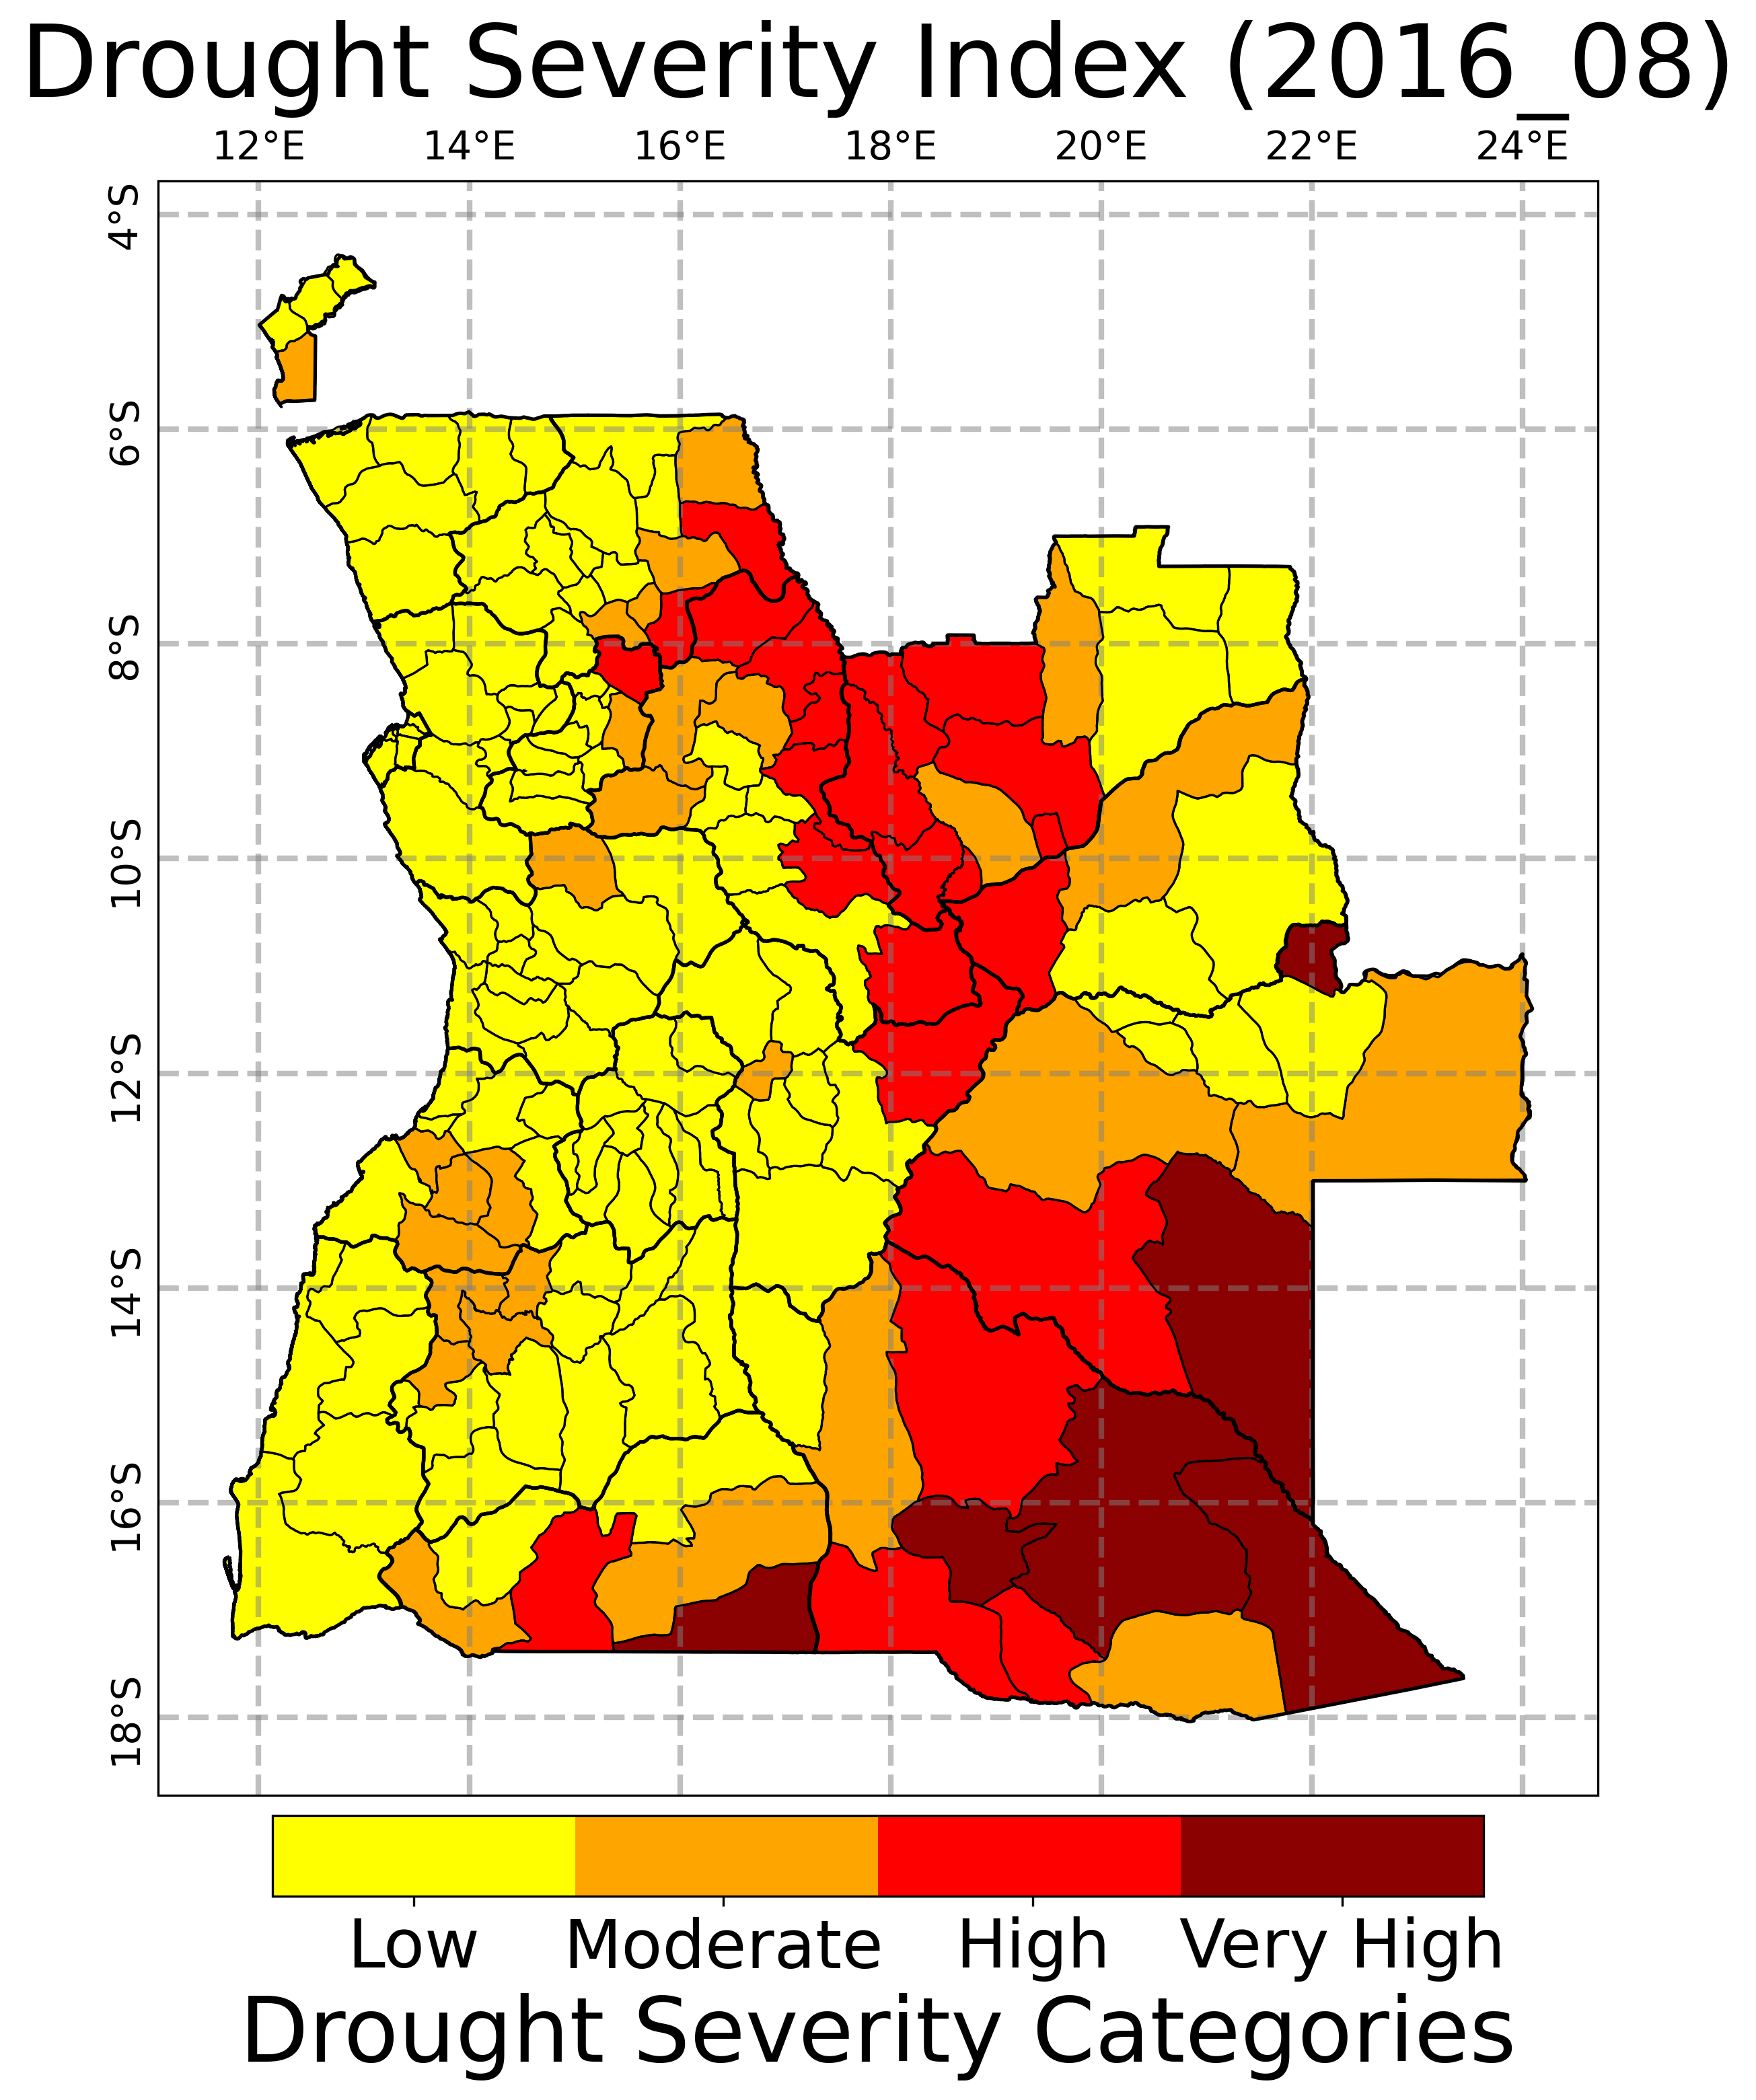 Drought Severity Index (2016_08)
12°E 14°E 16°E 18°E 20°E 22°E 24°E
4°S
6°S
8°S
10°S
12°S
14°S
16°S
18°S
Low Moderate High Very High
Drought Severity Categories